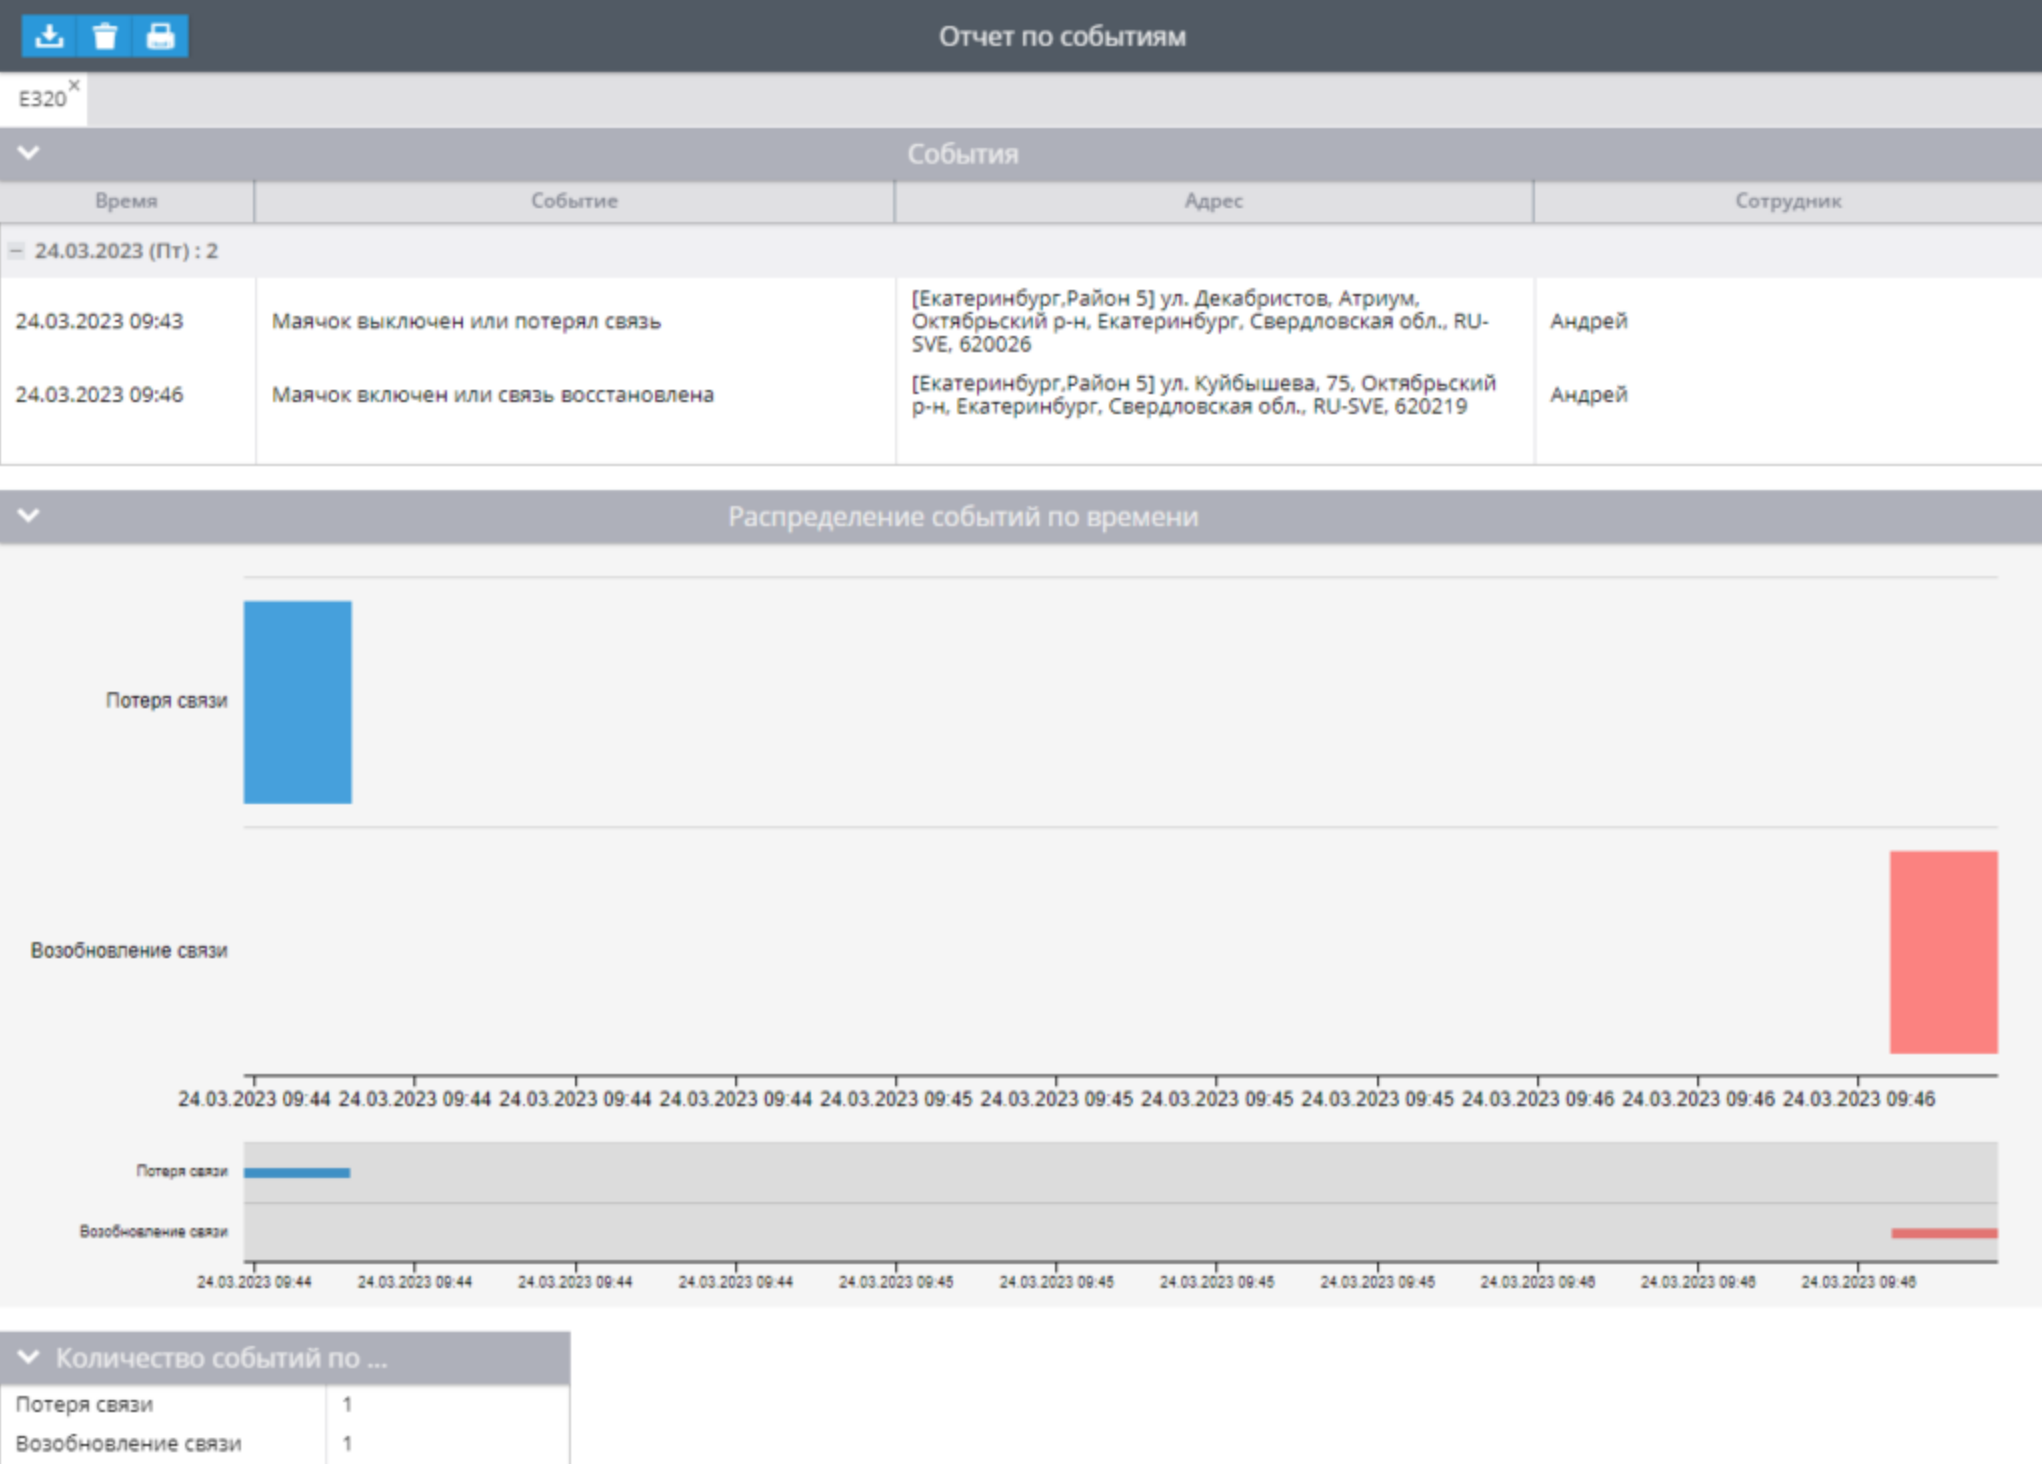 Отчет по событиям
E320
События
Время Событие Адрес Сотрудник
24.03.2023 (Пт) : 2
[Екатеринбург,Район 5] ул. Декабристов, Атриум,
24.03.2023 09:43 Маячок выключен или потерял связь Октябрьский р-н, Екатеринбург, Свердловская обл., RU- Андрей
SVE, 620026
[Екатеринбург,Район 5] ул. Куйбышева, 75, Октябрьский
24.03.2023 09:46 Маячок включен или связь восстановлена р-н, Екатеринбург, Свердловская обл., RU-SVE, 620219 Андрей
Распределение событий по времени
Потеря связи
Возобновление связи
24.03.2023 09:44 24.03.2023 09:44 24.03.2023 09:44 24.03.2023 09:44 24.03.2023 09:45 24.03.2023 09:45 24.03.2023 09:45 24.03.2023 09:45 24.03.2023 09:46 24.03.2023 09:46 24.03.2023 09:46
Потеря связи
Возобновление связи
24.03.2023 09:44 24.03.2023 09:44 24.03.2023 09:44 24.03.2023 09:44 24.03.2023 09:45 24.03.2023 09:45 24.03.2023 09:45 24.03.2023 09:45 24.03.2023 09:46 24.03.2023 09:46 24.03.2023 09:46
Количество событий по ...
Потеря связи 1
Возобновление связи 1